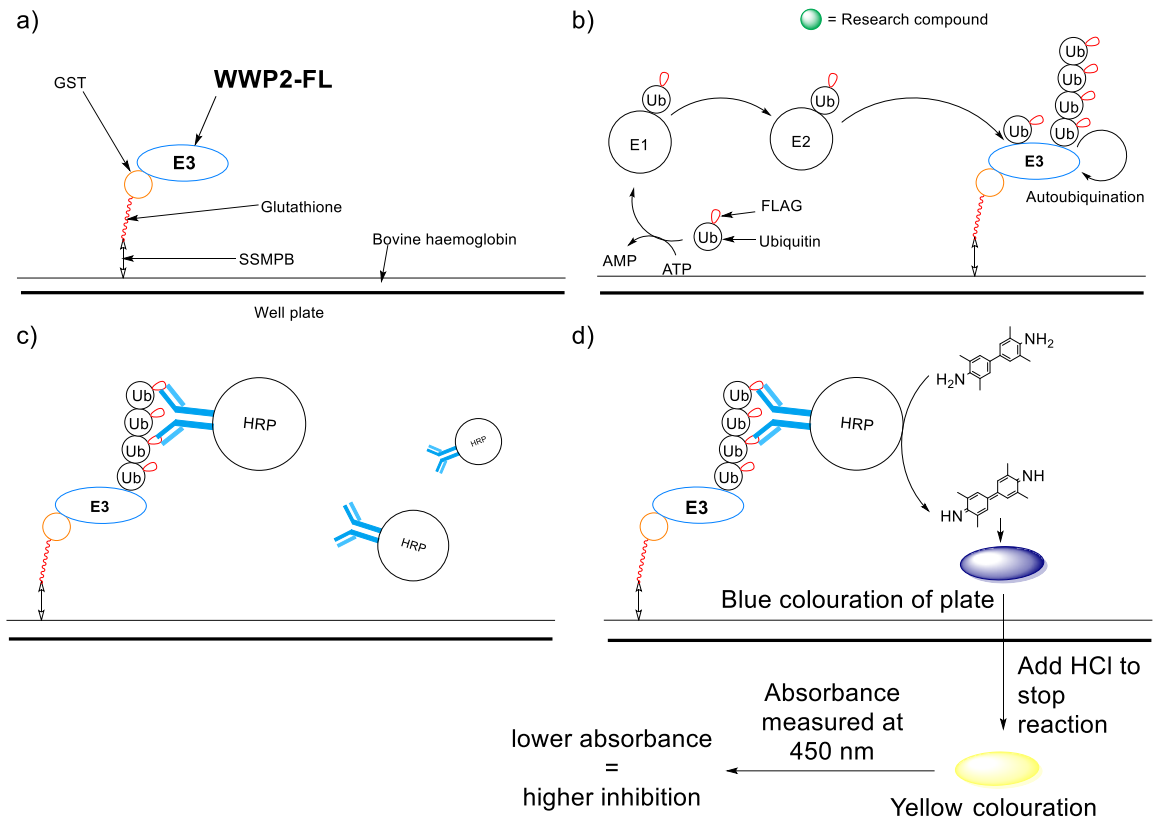 a)
GST
WWP2-FL
E3
Glutathione
SSMPB
Bovine haemoglobin
Well plate
b)
= Research compound
Ub
E1
Ub
E2
Ub
Ub
Ub
Ub
Ub
E3
Autoubiquination
FLAG
Ub
Ubiquitin
AMP
ATP
c)
Ub
Ub
Ub
Ub
E3
HRP
HRP
HRP
d)
Ub
Ub
Ub
Ub
E3
HRP
NH2
H2N
NH
HN
Blue colouration of plate
Add HCl to
stop
reaction
Absorbance
measured at
450 nm
lower absorbance
=
higher inhibition
Yellow colouration